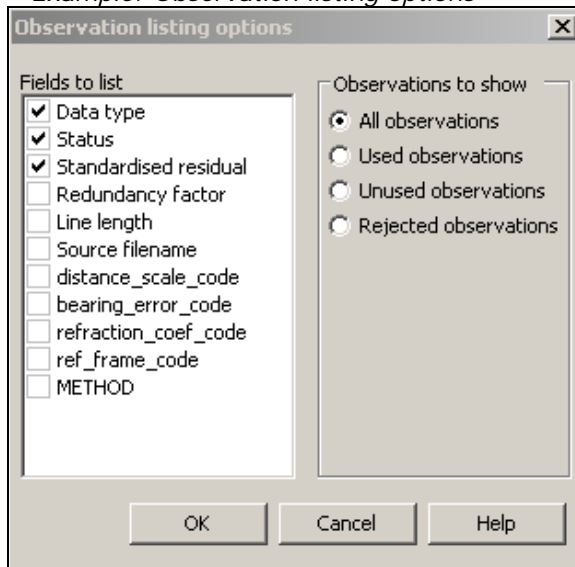 Example: Observation listing options
Observation listing options
Fields to list
Data type
Status
Standardised residual
Redundancy factor
Line length
Source filename
distance_scale_code
bearing_error_code
refraction_coef_code
ref_frame_code
METHOD
Observations to show
All observations
Used observations
Unused observations
Rejected observations
OK
Cancel
Help